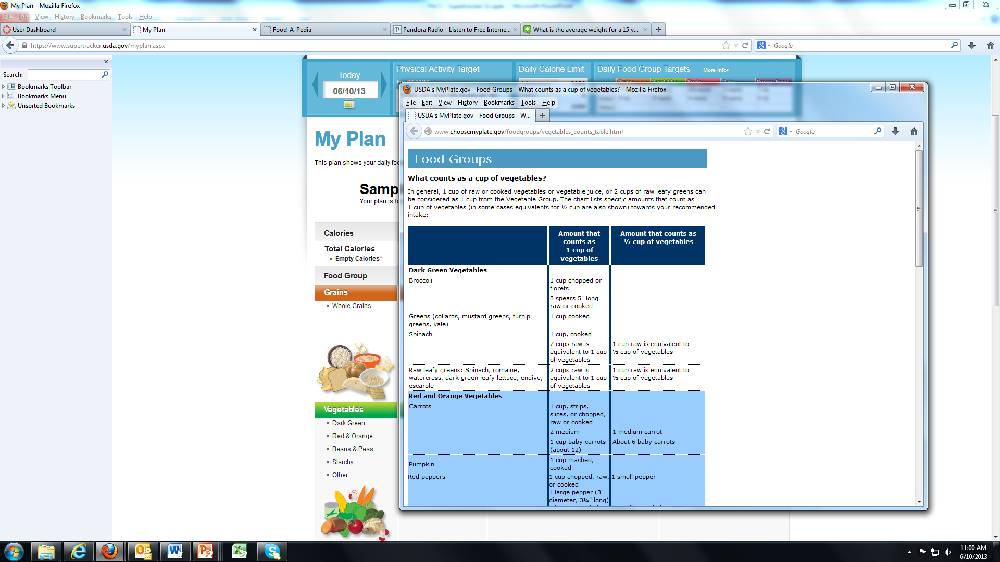 My Plan - Mozilla Firefox
File Edit View History Bookmarks Tools Help
User Dashboard
My Plan
Food-A-Pedia
Pandora Radio - Listen to Free Interne...
What is the average weight for a 15 y...
https://www.supertracker.usda.gov/myplan.aspx
Google
Search:
Bookmarks Toolbar
Bookmarks Menu
Unsorted Bookmarks
Today
06/10/13
Physical Activity Target
Daily Calorie Limit
Daily Food Group Targets
More Info>
My Plan
This plan shows your daily foo
Samp
Your plan is b
Calories
Total Calories
Empty Calories*
Food Group
Grains
Whole Grains
Vegetables
Dark Green
Red & Orange
Beans & Peas
Starchy
Other
USDA's MyPlate.gov - Food Groups - What counts as a cup of vegetables? - Mozilla Firefox
File Edit View History Bookmarks Tools Help
USDA's MyPlate.gov - Food Groups - W...
www.choosemyplate.gov/foodgroups/vegetables_counts_table.html
Google
Food Groups
What counts as a cup of vegetables?
In general, 1 cup of raw or cooked vegetables or vegetable juice, or 2 cups of raw leafy greens can
be considered as 1 cup from the Vegetable Group. The chart lists specific amounts that count as
1 cup of vegetables (in some cases equivalents for ½ cup are also shown) towards your recommended
intake:
Amount that
counts as
1 cup of
vegetables
Amount that counts as
½ cup of vegetables
Dark Green Vegetables
Broccoli
1 cup chopped or
florets
3 spears 5" long
raw or cooked
Greens (collards, mustard greens, turnip
greens, kale)
1 cup cooked
Spinach
1 cup, cooked
2 cups raw is
equivalent to 1 cup
of vegetables
1 cup raw is equivalent to
½ cup of vegetables
Raw leafy greens: Spinach, romaine,
watercress, dark green leafy lettuce, endive,
escarole
2 cups raw is
equivalent to 1 cup
of vegetables
1 cup raw is equivalent to
½ cup of vegetables
Red and Orange Vegetables
Carrots
1 cup, strips,
slices, or chopped,
raw or cooked
2 medium
1 medium carrot
1 cup baby carrots
(about 12)
About 6 baby carrots
Pumpkin
1 cup mashed,
cooked
Red peppers
1 cup chopped, raw,
or cooked
1 large pepper (3"
diameter, 3¾" long)
1 small pepper
11:00 AM
6/10/2013